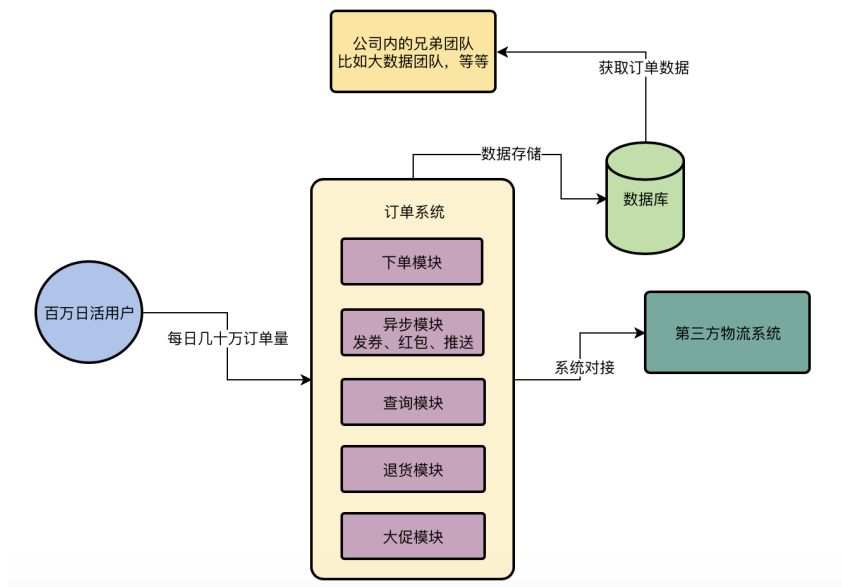 公司内的兄弟团队
比如大数据团队，等等
获取订单数据
数据存储
数据库
订单系统
下单模块
异步模块
发券、红包、推送
查询模块
退货模块
大促模块
百万日活用户
每日几十万订单量
系统对接
第三方物流系统